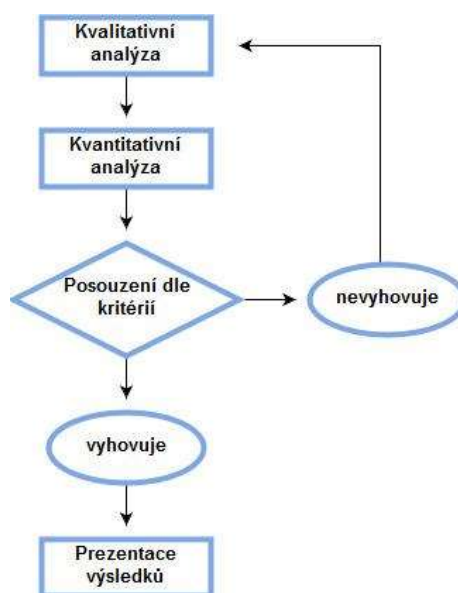 Kvalitativní
analýza
Kvantitativní
analýza
Posouzení dle
kritérií
nevyhovuje
vyhovuje
Prezentace
výsledků